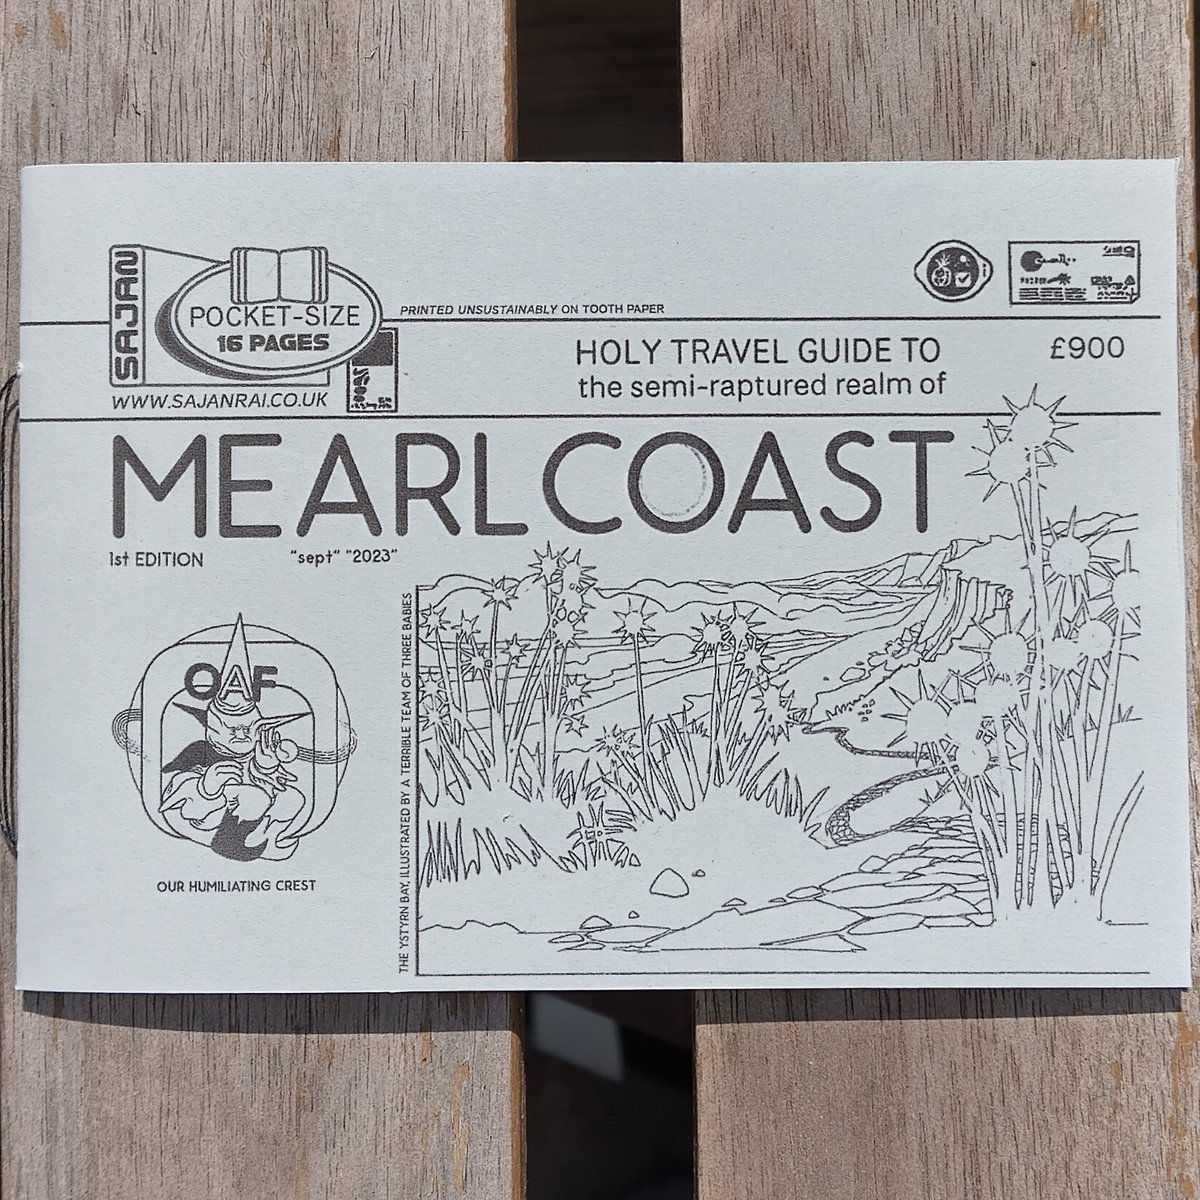 SAJAN
POCKET-SIZE
16 PAGES
WWW.SAJANRAI.CO.UK
PRINTED UNSUSTAINABLY ON TOOTH PAPER
HOLY TRAVEL GUIDE TO
the semi-raptured realm of
£900
MEARLCOAST
1st EDITION
"sept" "2023"
OAF
OUR HUMILIATING CREST
THE YSTYRN BAY, ILLUSTRATED BY A TERRIBLE TEAM OF THREE BABIES